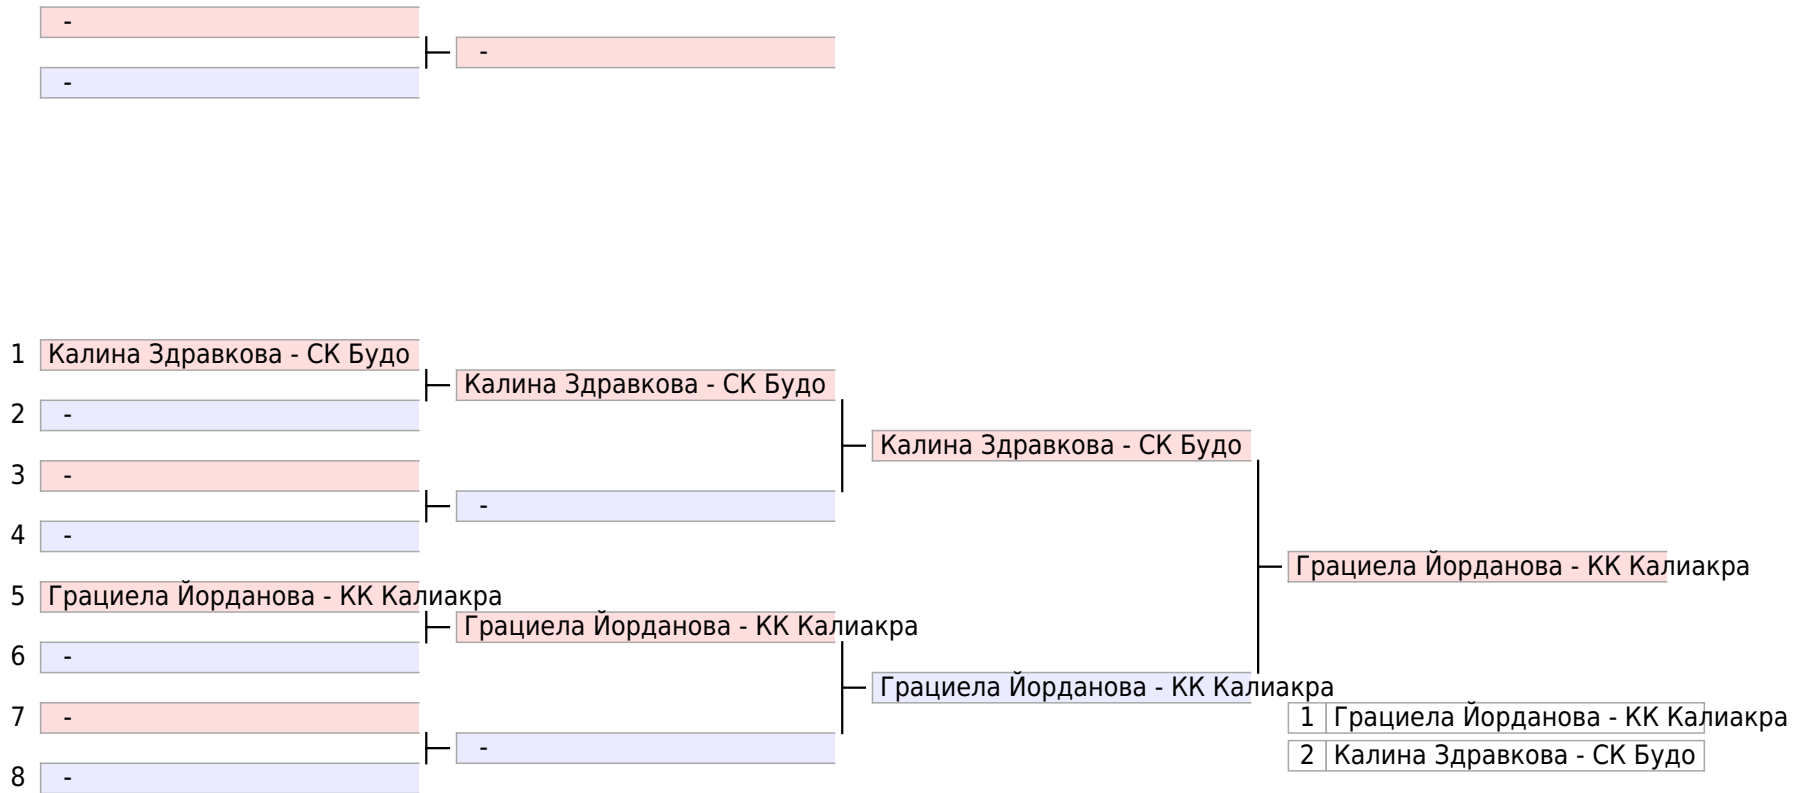 -
-
-
1 Калина Здравкова - СК Будо
Калина Здравкова - СК Будо
2 -
Калина Здравкова - СК Будо
3 -
-
4 -
Грациела Йорданова - КК Калиакра
5 Грациела Йорданова - КК Калиакра
Грациела Йорданова - КК Калиакра
6 -
Грациела Йорданова - КК Калиакра
7 -
1 Грациела Йорданова - КК Калиакра
-
2 Калина Здравкова - СК Будо
8 -